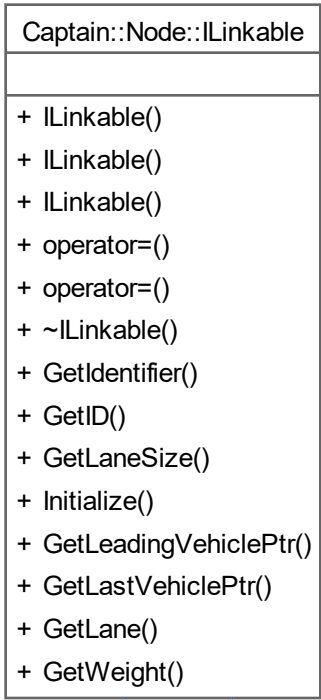 Captain::Node::ILinkable
+ ILinkable()
+ ILinkable()
+ ILinkable()
+ operator=()
+ operator=()
+ ~ILinkable()
+ GetIdentifier()
+ GetID()
+ GetLaneSize()
+ Initialize()
+ GetLeadingVehiclePtr()
+ GetLastVehiclePtr()
+ GetLane()
+ GetWeight()